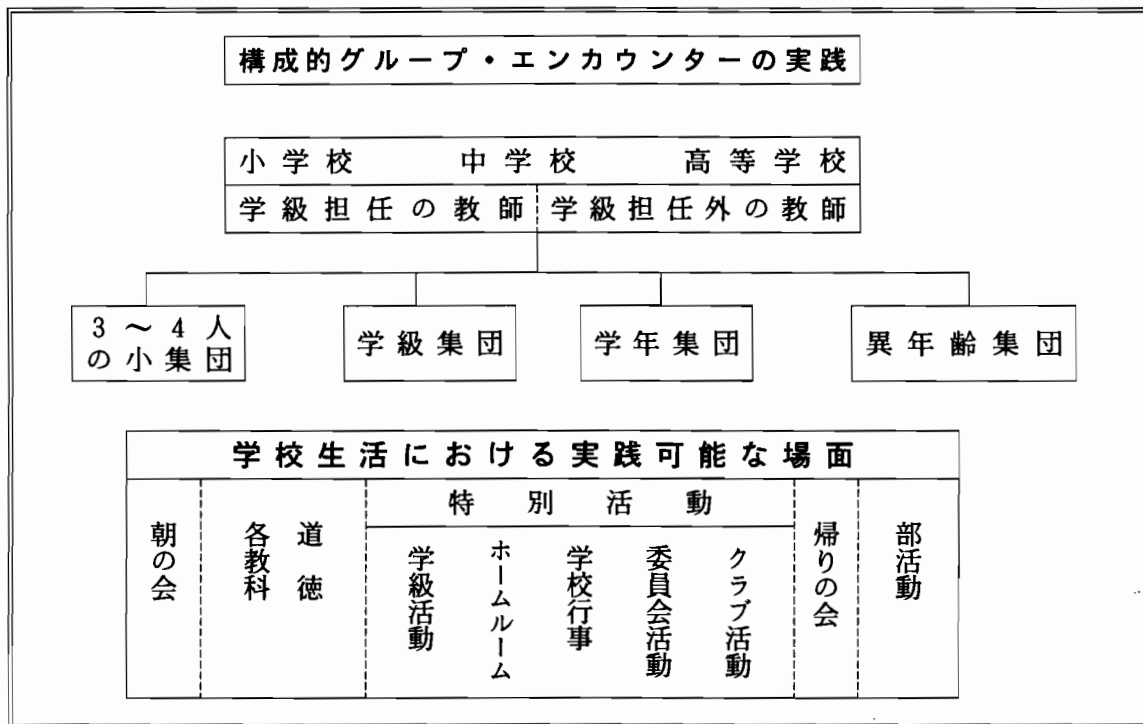 構成的グループ・エンカウンターの実践
小学校 中学校 高等学校
学級担任の教師 学級担任外の教師
3～4人
の小集団
学級集団
学年集団
異年齢集団
学校生活における実践可能な場面
朝の会
各教科
道徳
特別活動
学級活動
ホームルーム
学校行事
委員会活動
クラブ活動
帰りの会
部活動